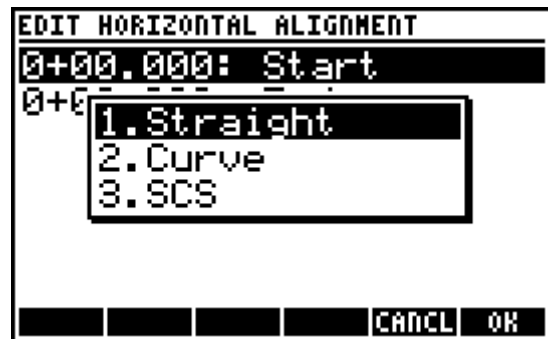 EDIT HORIZONTAL ALIGNMENT
0+00.000: Start
1.Straight
2.Curve
3.SCS
CANCL OK